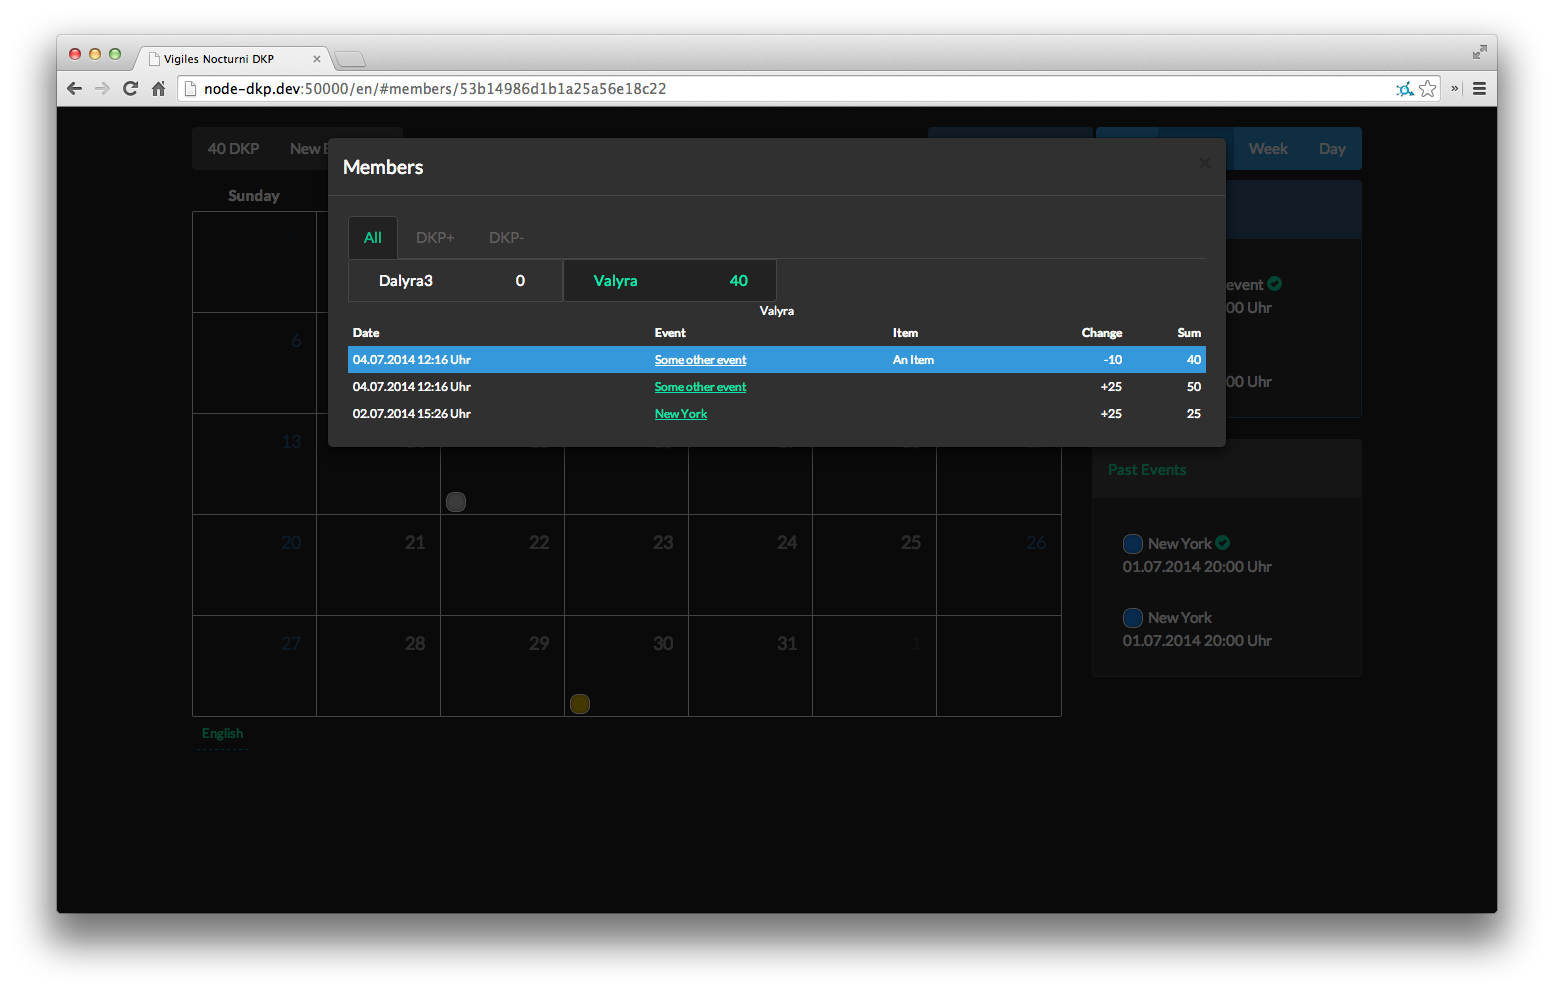 Vigiles Nocturni DKP
node-dkp.dev:50000/en/#members/53b14986d1b1a25a56e18c22
40 DKP New E
Week Day
Members
Sunday
All DKP+ DKP-
Dalyra3 0 Valyra 40
Valyra
Date Event Item Change Sum
04.07.2014 12:16 Uhr Some other event An Item -10 40
04.07.2014 12:16 Uhr Some other event +25 50
02.07.2014 15:26 Uhr New York +25 25
event
00 Uhr
00 Uhr
6
13
20 21 22 23 24 25 26
27 28 29 30 31 1
English
Past Events
New York
01.07.2014 20:00 Uhr
New York
01.07.2014 20:00 Uhr